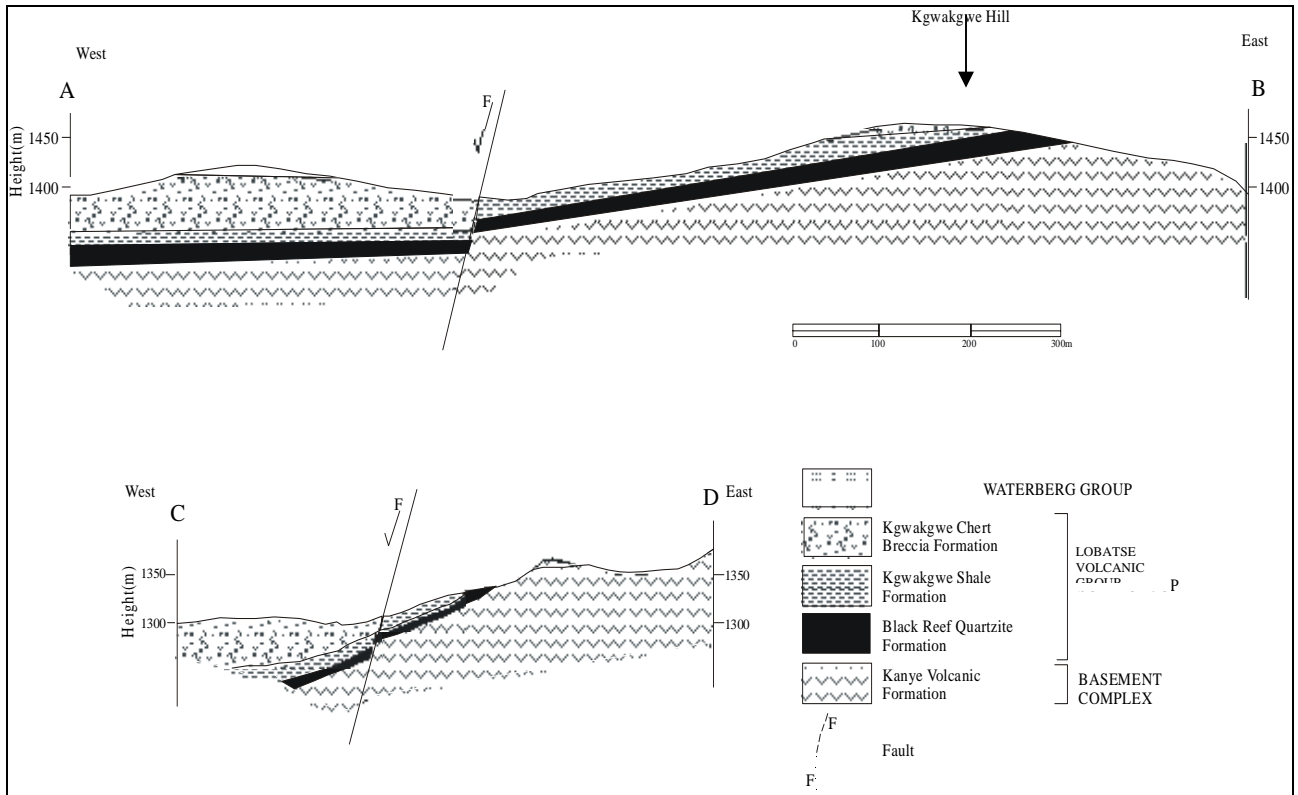 Kgwakgwe Hill
West
East
A
B
F
Height(m)
1450
1400
1450
1400
0 100 200 300m
West
East
C
D
F
Height(m)
1350
1300
1350
1300
WATERBERG GROUP
Kgwakgwe Chert
Breccia Formation
Kgwakgwe Shale
Formation
Black Reef Quartzite
Formation
LOBATSE
VOLCANIC
GROUP
P
Kanye Volcanic
Formation
BASEMENT
COMPLEX
F
Fault
F